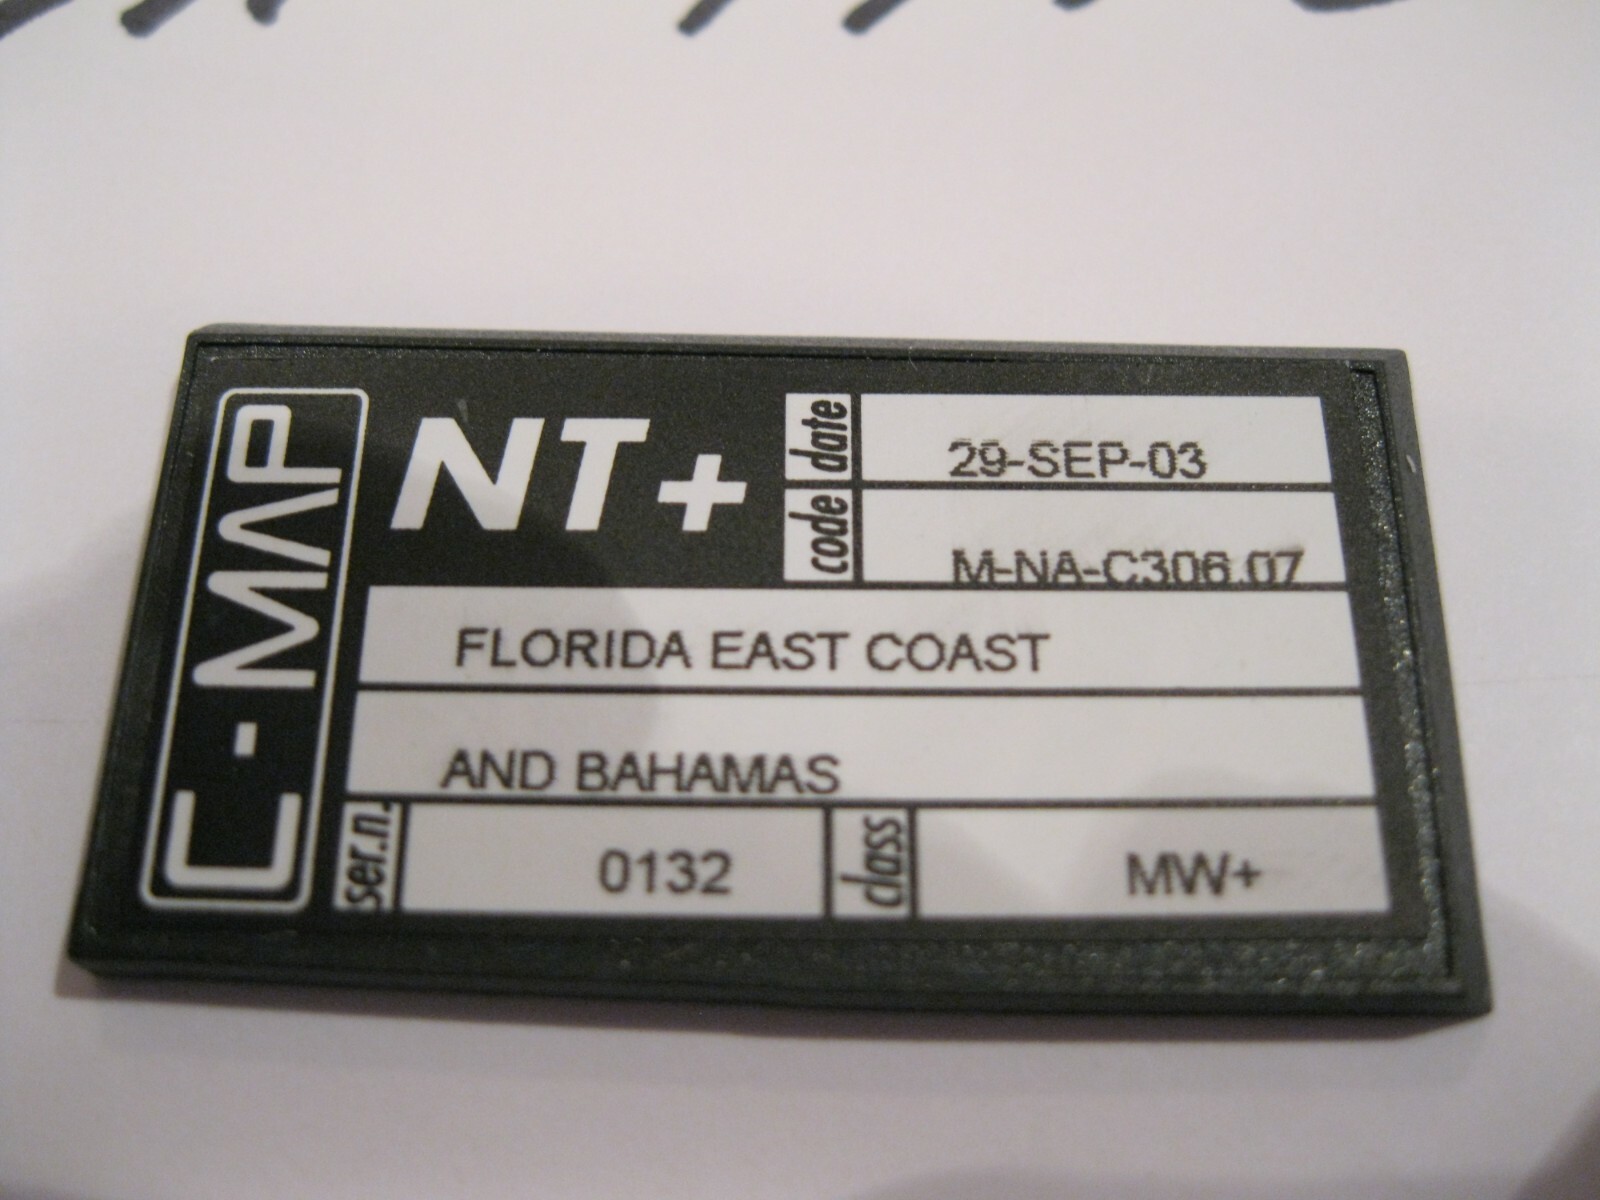 C-MAP
NT+
date 29-SEP-03
code M-NA-C306.07
FLORIDA EAST COAST
AND BAHAMAS
ser.n. 0132 class MW+